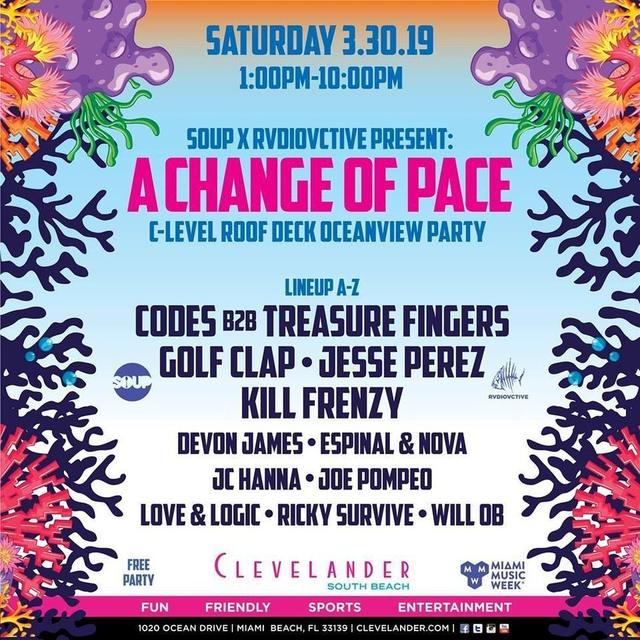 SATURDAY 3.30.19
1:00PM-10:00PM
SOUP X RVDIOVCTIVE PRESENT:
A CHANGE OF PACE
C-LEVEL ROOF DECK OCEANVIEW PARTY
LINEUP A-Z
CODES B2B TREASURE FINGERS
GOLF CLAP • JESSE PEREZ
SOUP
RVDIOVCTIVE
KILL FRENZY
DEVON JAMES • ESPINAL & NOVA
JC HANNA • JOE POMPEO
LOVE & LOGIC • RICKY SURVIVE • WILL OB
FREE
PARTY
CLEVELANDER
SOUTH BEACH
MMW
MIAMI
MUSIC
WEEK®
FUN FRIENDLY SPORTS ENTERTAINMENT
1020 OCEAN DRIVE | MIAMI BEACH, FL 33139 | CLEVELANDER.COM |